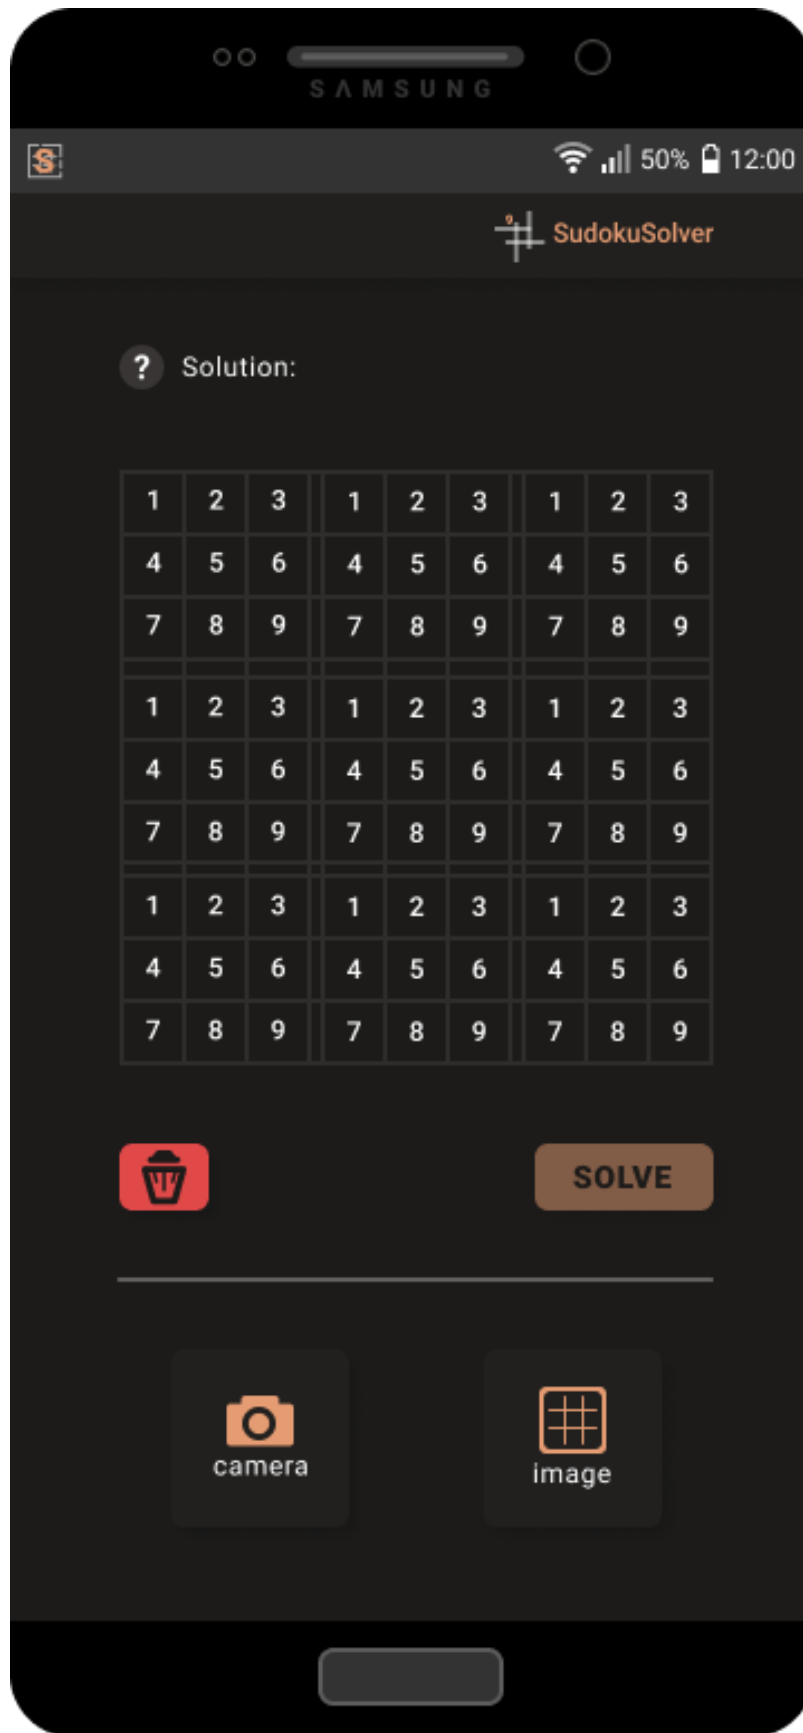 SAMSUNG
S 50% 12:00
9 SudokuSolver
? Solution:
1 2 3 1 2 3 1 2 3
4 5 6 4 5 6 4 5 6
7 8 9 7 8 9 7 8 9
1 2 3 1 2 3 1 2 3
4 5 6 4 5 6 4 5 6
7 8 9 7 8 9 7 8 9
1 2 3 1 2 3 1 2 3
4 5 6 4 5 6 4 5 6
7 8 9 7 8 9 7 8 9
SOLVE
camera image